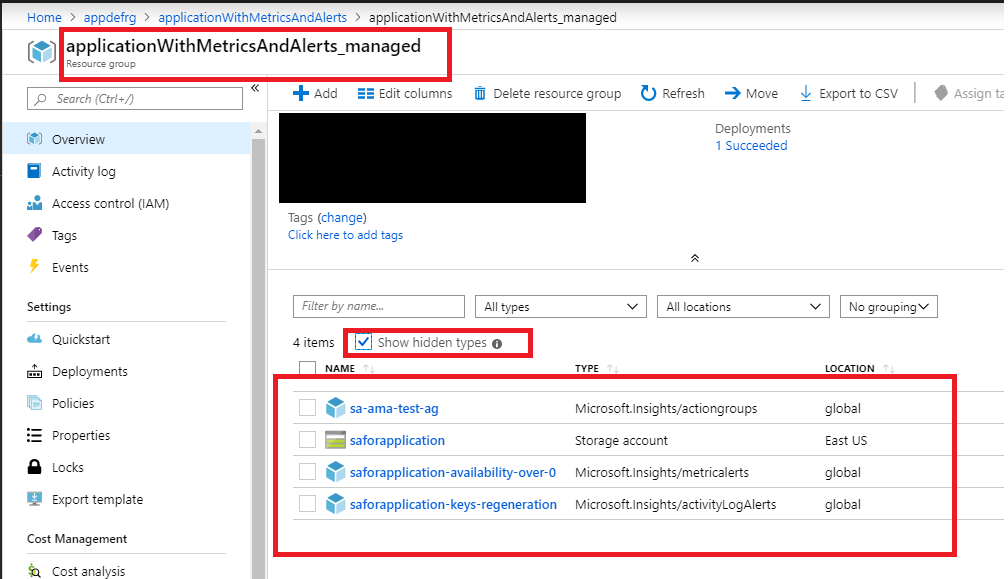 Home > appdefrg > applicationWithMetricsAndAlerts > applicationWithMetricsAndAlerts_managed
applicationWithMetricsAndAlerts_managed
Resource group
Search (Ctrl+/)
«
Overview
Activity log
Access control (IAM)
Tags
Events
Settings
Quickstart
Deployments
Policies
Properties
Locks
Export template
Cost Management
Cost analysis
Add Edit columns Delete resource group Refresh Move Export to CSV Assign ta
Deployments
1 Succeeded
Tags (change)
Click here to add tags
Filter by name... All types All locations No grouping
4 items Show hidden types
NAME TYPE LOCATION
sa-ama-test-ag Microsoft.Insights/actiongroups global
saforapplication Storage account East US
saforapplication-availability-over-0 Microsoft.Insights/metricalerts global
saforapplication-keys-regeneration Microsoft.Insights/activityLogAlerts global